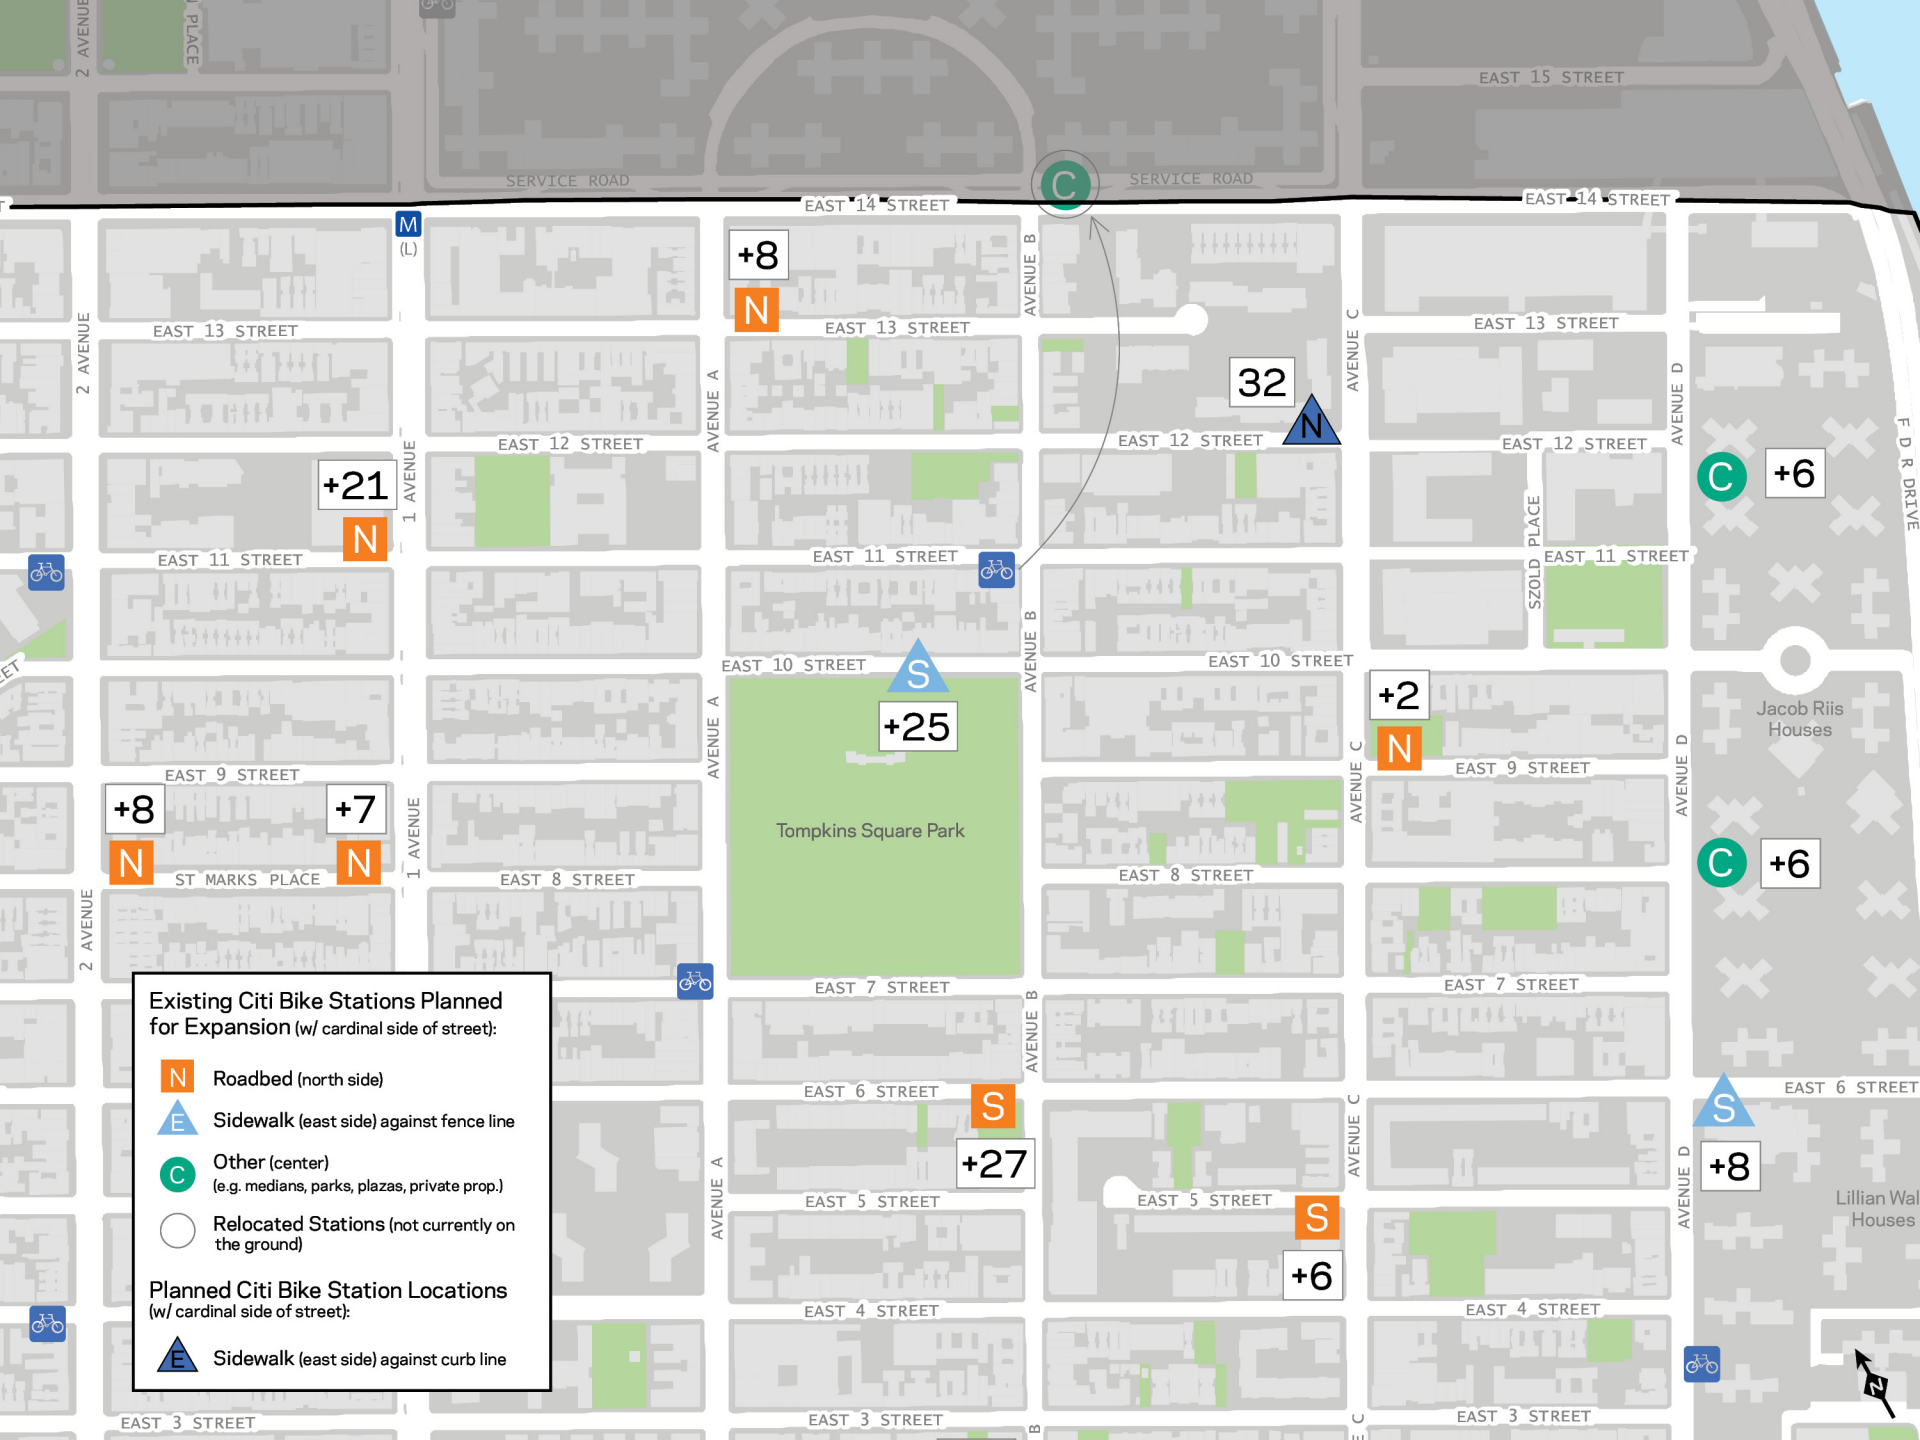 2 AVENUE
PLACE
EAST 15 STREET
SERVICE ROAD
C
SERVICE ROAD
EAST 14 STREET
EAST 14 STREET
M
(L)
+8
N
AVENUE B
EAST 13 STREET
EAST 13 STREET
EAST 13 STREET
2 AVENUE
AVENUE A
32
N
AVENUE C
AVENUE D
EAST 12 STREET
EAST 12 STREET
EAST 12 STREET
F D R DRIVE
+21
N
1 AVENUE
C
+6
SZOLD PLACE
EAST 11 STREET
EAST 11 STREET
EAST 11 STREET
AVENUE B
EAST 10 STREET
EAST 10 STREET
S
+25
+2
N
Jacob Riis
Houses
AVENUE A
AVENUE C
AVENUE D
EAST 9 STREET
EAST 9 STREET
+8
N
+7
N
1 AVENUE
Tompkins Square Park
C
+6
ST MARKS PLACE
EAST 8 STREET
EAST 8 STREET
2 AVENUE
EAST 7 STREET
EAST 7 STREET
AVENUE B
EAST 6 STREET
EAST 6 STREET
S
+27
S
+8
AVENUE A
AVENUE C
AVENUE D
EAST 5 STREET
EAST 5 STREET
S
+6
Lillian Wal
Houses
EAST 4 STREET
EAST 4 STREET
N
EAST 3 STREET
EAST 3 STREET
EAST 3 STREET
B
C
Existing Citi Bike Stations Planned
for Expansion (w/ cardinal side of street):
N Roadbed (north side)
E Sidewalk (east side) against fence line
C Other (center)
(e.g. medians, parks, plazas, private prop.)
Relocated Stations (not currently on
the ground)
Planned Citi Bike Station Locations
(w/ cardinal side of street):
E Sidewalk (east side) against curb line